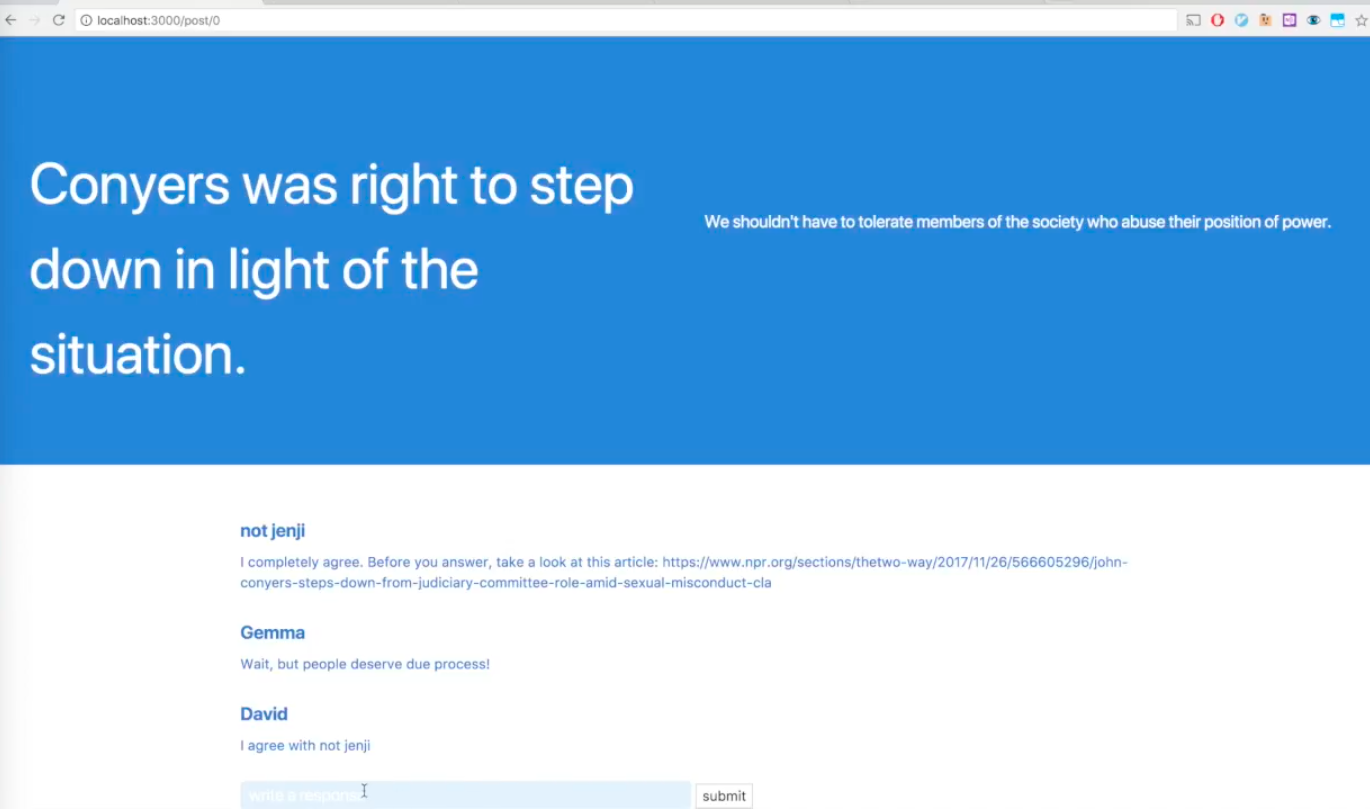 localhost:3000/post/0
Conyers was right to step
down in light of the
situation.
We shouldn't have to tolerate members of the society who abuse their position of power.
not jenji
I completely agree. Before you answer, take a look at this article: https://www.npr.org/sections/thetwo-way/2017/11/26/566605296/john-
conyers-steps-down-from-judiciary-committee-role-amid-sexual-misconduct-cla
Gemma
Wait, but people deserve due process!
David
I agree with not jenji
write a response
submit